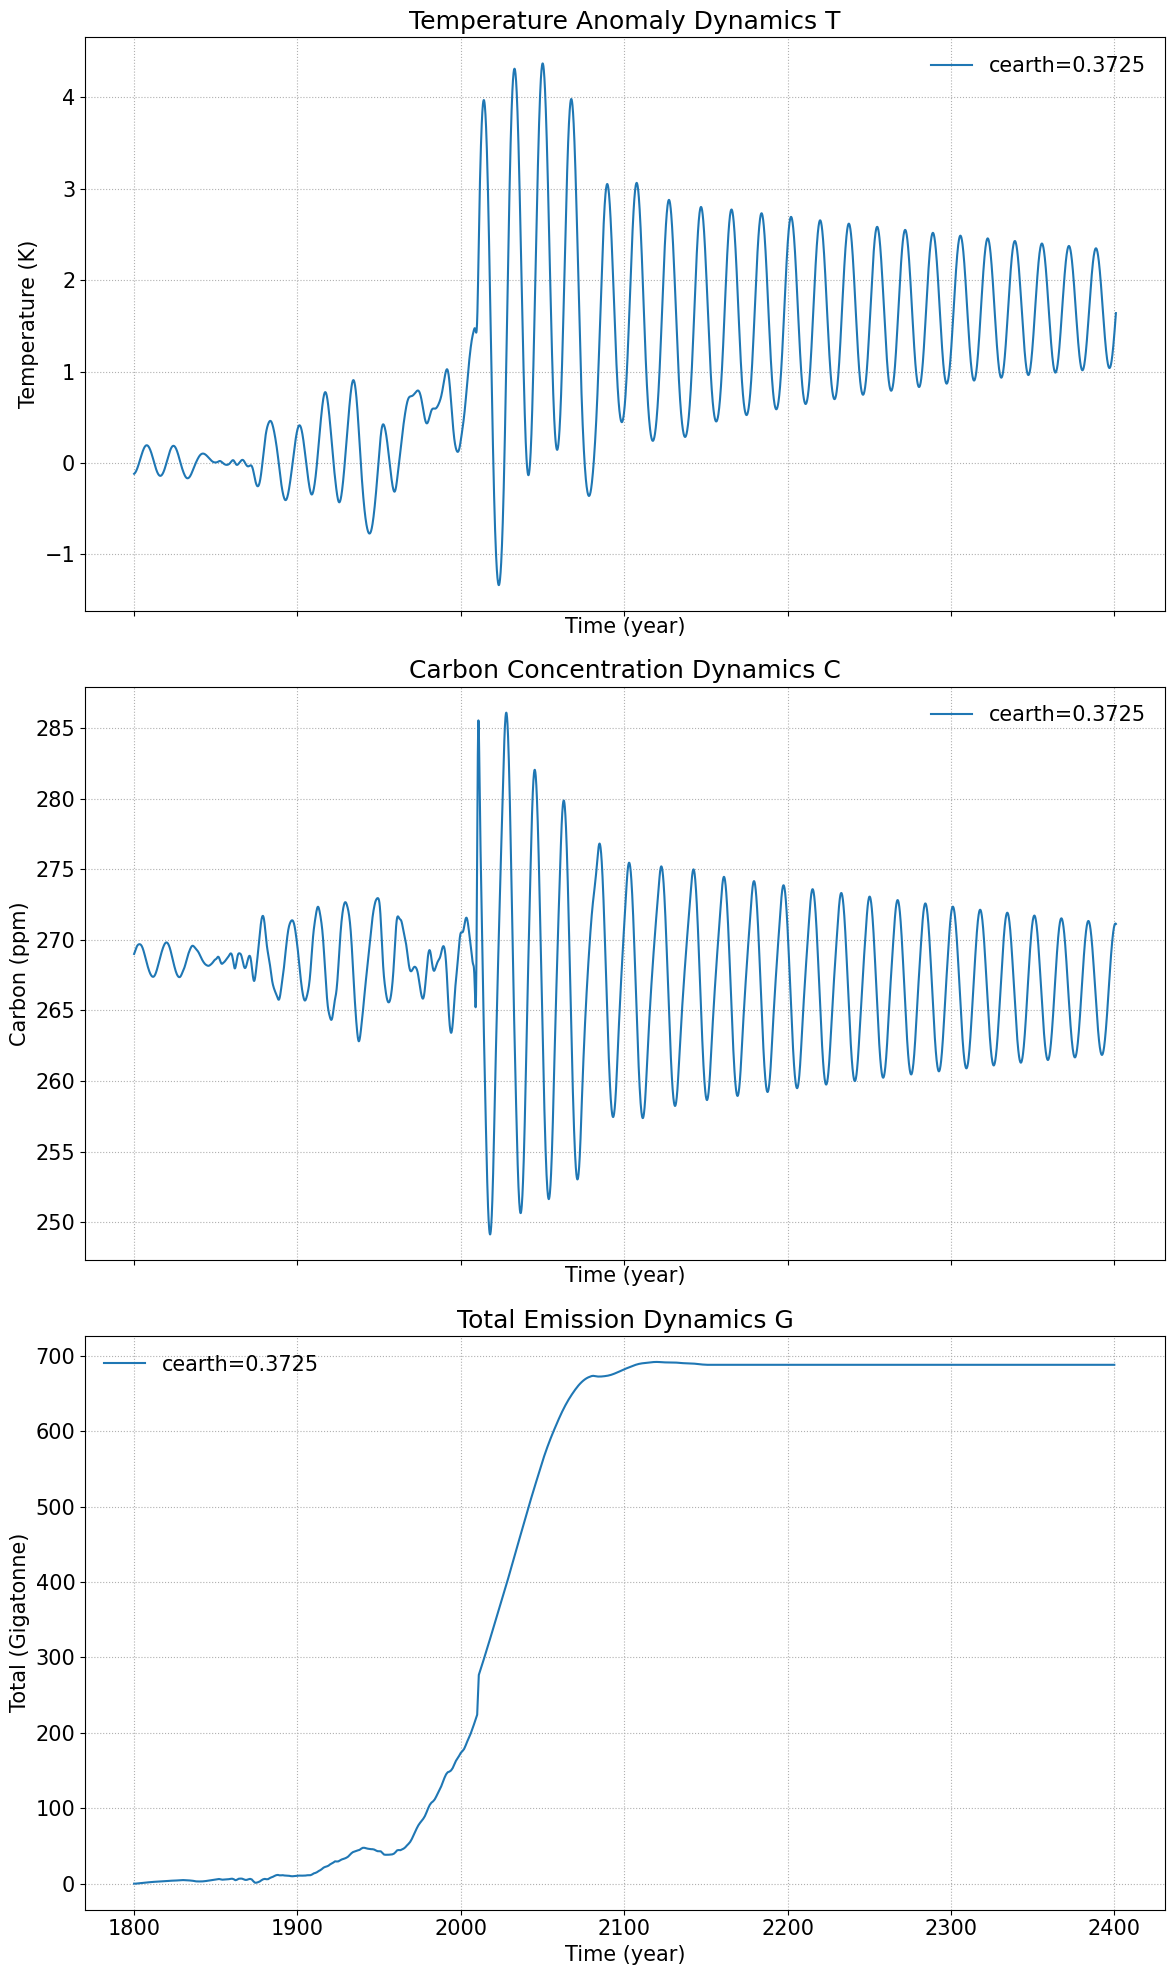 Temperature Anomaly Dynamics T
cearth=0.3725
4
3
2
1
0
−1
Temperature (K)
Time (year)
Carbon Concentration Dynamics C
cearth=0.3725
285
280
275
270
265
260
255
250
Carbon (ppm)
Time (year)
Total Emission Dynamics G
cearth=0.3725
700
600
500
400
300
200
100
0
Total (Gigatonne)
1800 1900 2000 2100 2200 2300 2400
Time (year)